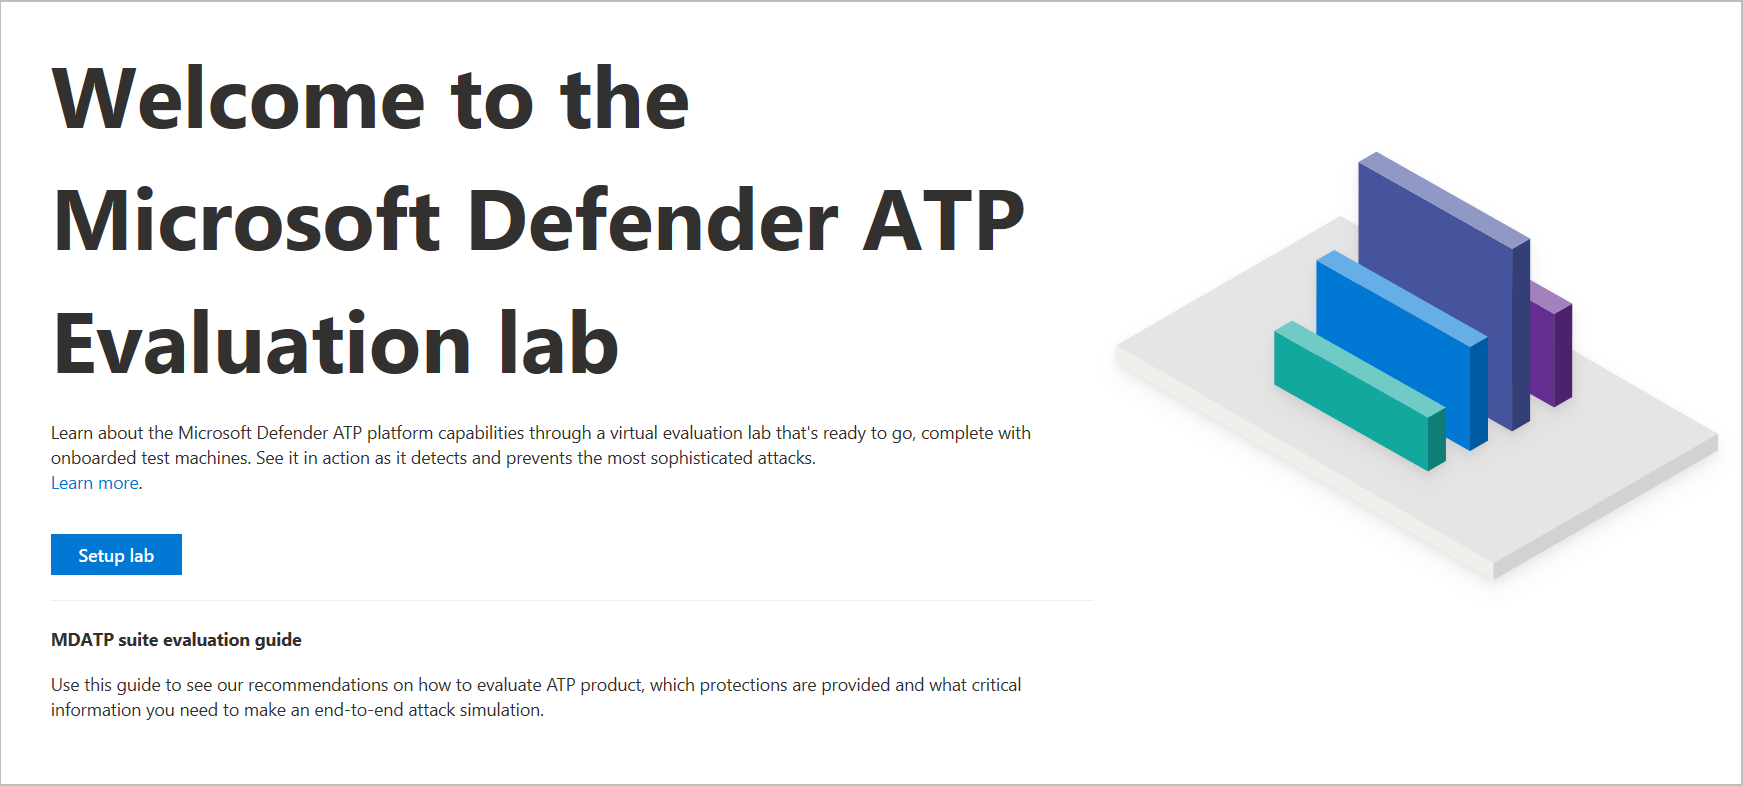 Welcome to the
Microsoft Defender ATP
Evaluation lab
Learn about the Microsoft Defender ATP platform capabilities through a virtual evaluation lab that's ready to go, complete with
onboarded test machines. See it in action as it detects and prevents the most sophisticated attacks.
Learn more.
Setup lab
MDATP suite evaluation guide
Use this guide to see our recommendations on how to evaluate ATP product, which protections are provided and what critical
information you need to make an end-to-end attack simulation.